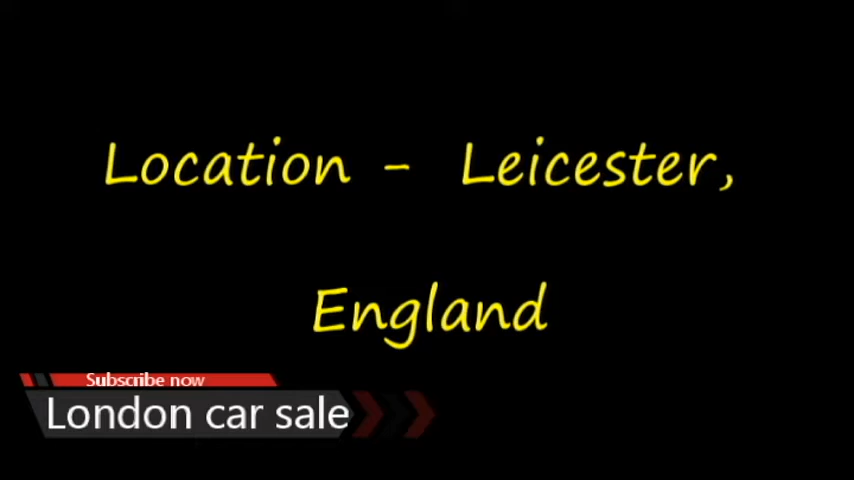 Location - Leicester,
England
Subscribe now
London car sale